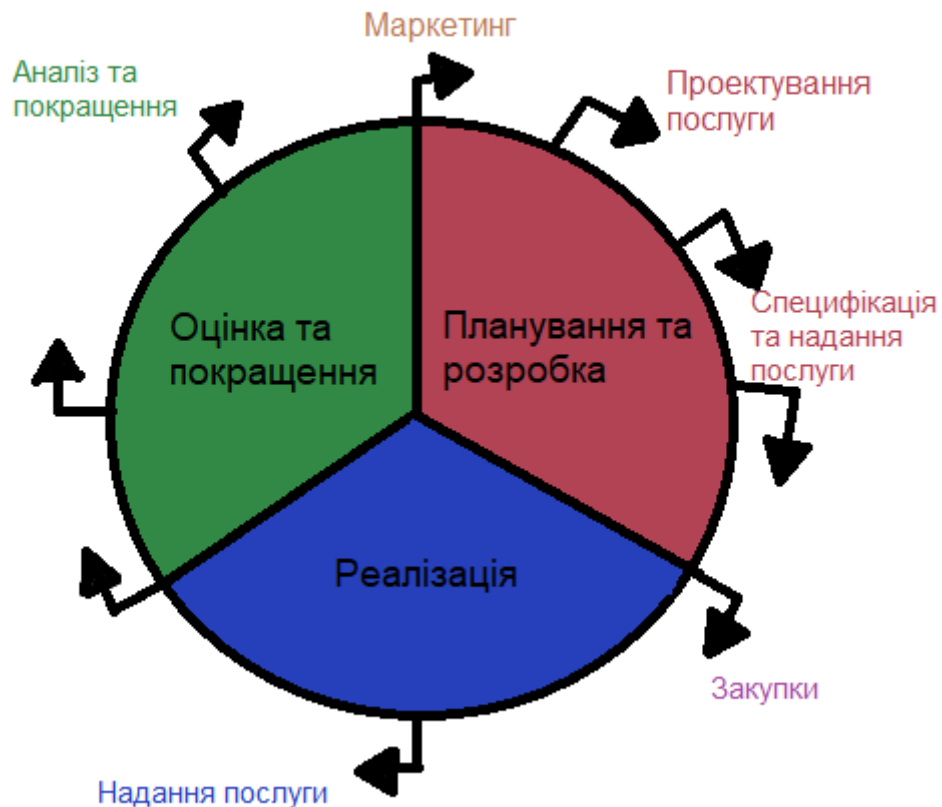 Маркетинг
Аналіз та
покращення
Проектування
послуги
Оцінка та
покращення
Планування та
розробка
Специфікація
та надання
послуги
Реалізація
Закупки
Надання послуги